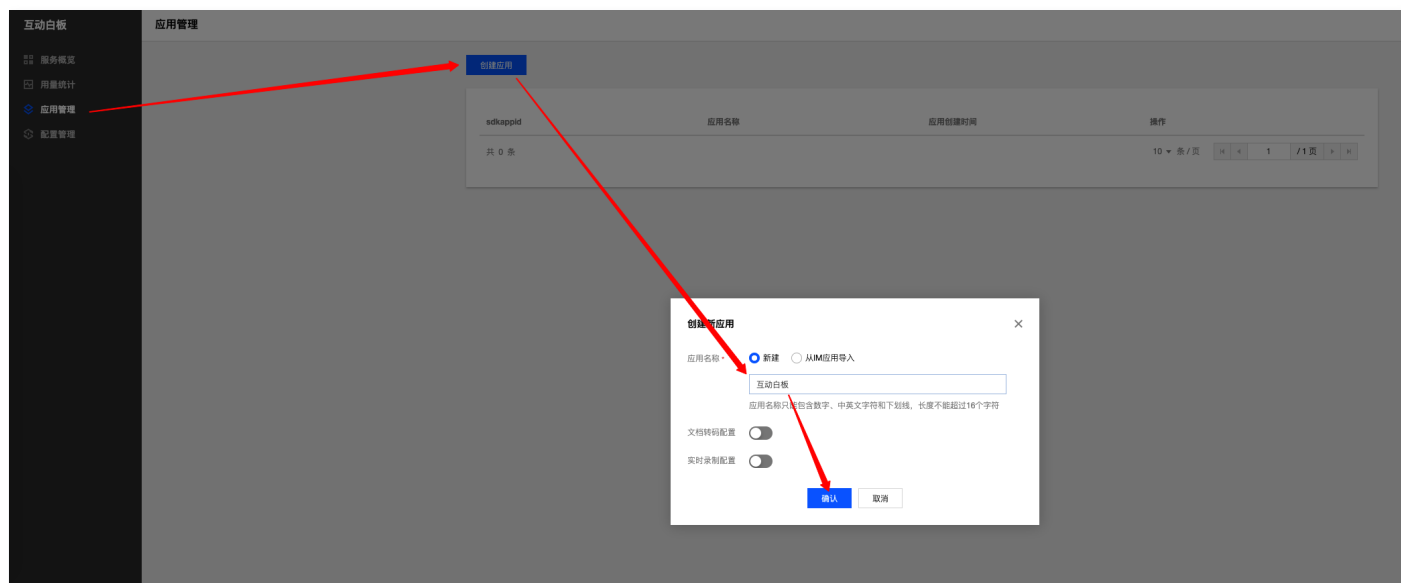 互动白板
应用管理
服务概览
用量统计
应用管理
配置管理
创建应用
sdkappid 应用名称 应用创建时间 操作
共 0 条 10 条 / 页 1 / 1 页
创建新应用
应用名称 * 新建 从IM应用导入
互动白板
应用名称只能包含数字、中英文字符和下划线，长度不能超过16个字符
文档转码配置
实时录制配置
确认 取消